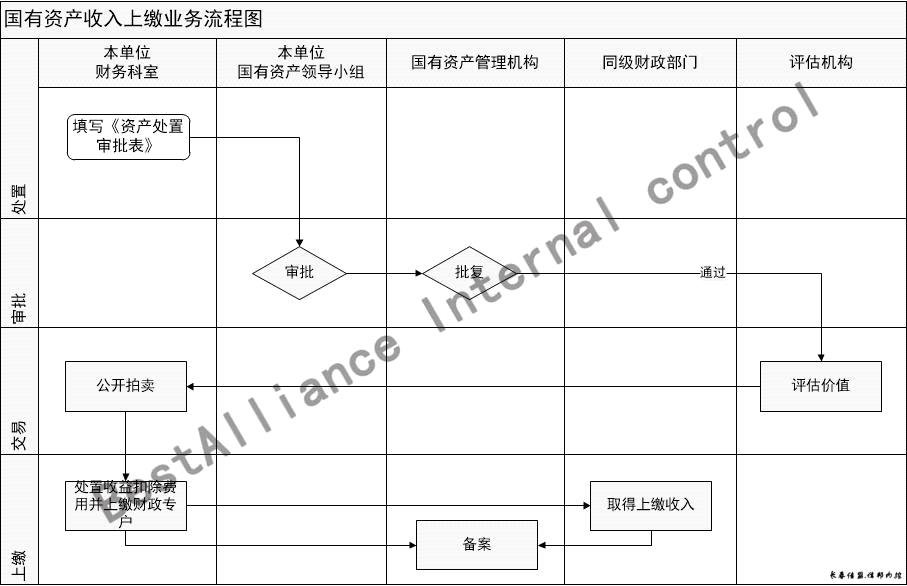 国有资产收入上缴业务流程图
本单位
财务科室
本单位
国有资产领导小组
国有资产管理机构
同级财政部门
评估机构
处置
填写《资产处置
审批表》
审批
审批
批复
通过
交易
公开拍卖
评估价值
上缴
处置收益扣除费
用并上缴财政专
户
取得上缴收入
备案
BestAlliance Internal control